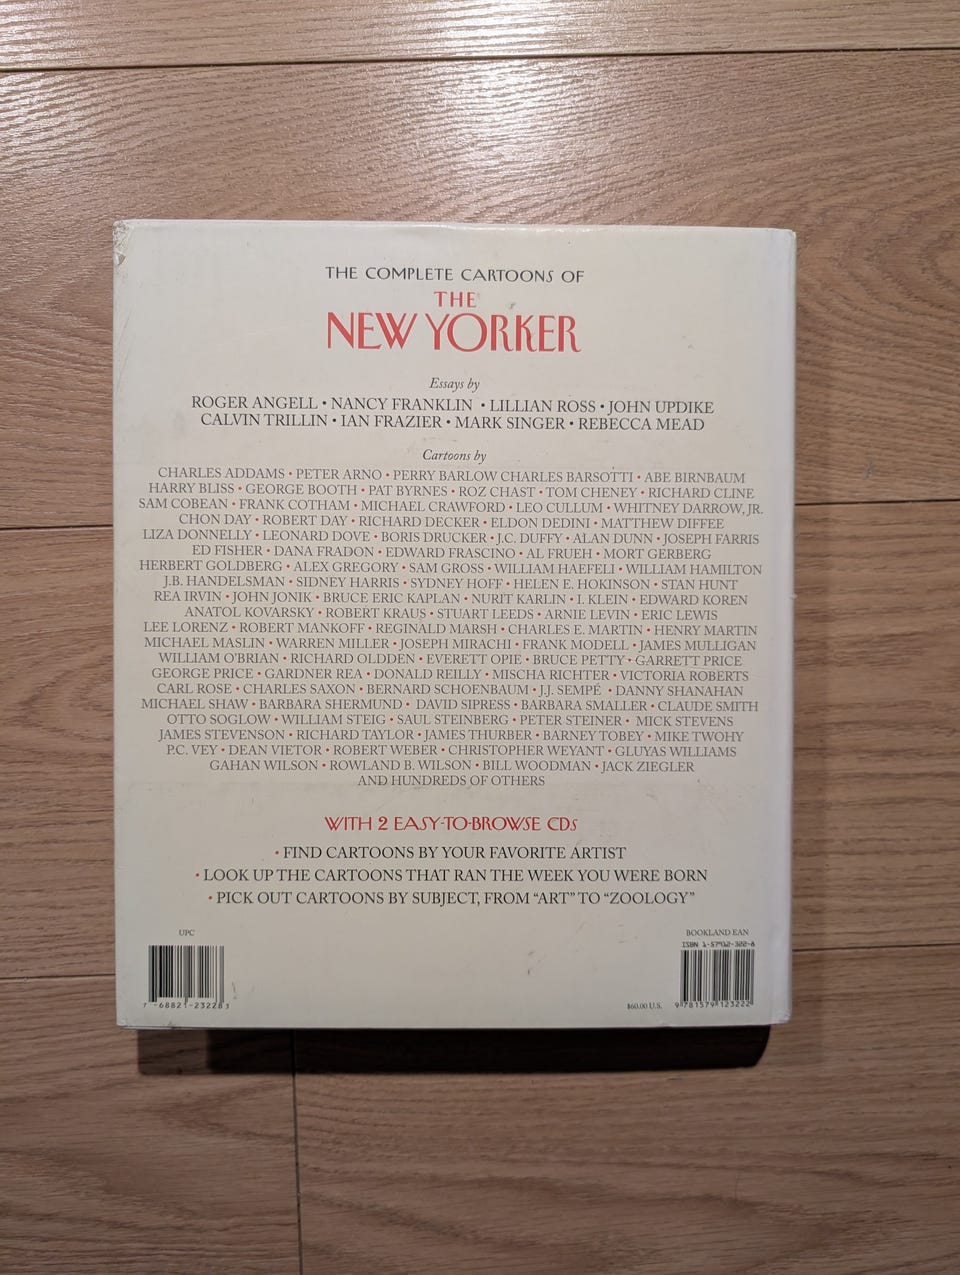 THE COMPLETE CARTOONS OF
THE
NEW YORKER
Essays by
ROGER ANGELL • NANCY FRANKLIN • LILLIAN ROSS • JOHN UPDIKE
CALVIN TRILLIN • IAN FRAZIER • MARK SINGER • REBECCA MEAD
Cartoons by
CHARLES ADDAMS • PETER ARNO • PERRY BARLOW CHARLES BARSOTTI • ABE BIRNBAUM
HARRY BLISS • GEORGE BOOTH • PAT BYRNES • ROZ CHAST • TOM CHENEY • RICHARD CLINE
SAM COBEAN • FRANK COTHAM • MICHAEL CRAWFORD • LEO CULLUM • WHITNEY DARROW, JR.
CHON DAY • ROBERT DAY • RICHARD DECKER • ELDON DEDINI • MATTHEW DIFFEE
LIZA DONNELLY • LEONARD DOVE • BORIS DRUCKER • J.C. DUFFY • ALAN DUNN • JOSEPH FARRIS
ED FISHER • DANA FRADON • EDWARD FRASCINO • AL FRUEH • MORT GERBERG
HERBERT GOLDBERG • ALEX GREGORY • SAM GROSS • WILLIAM HAEFELI • WILLIAM HAMILTON
J.B. HANDELSMAN • SIDNEY HARRIS • SYDNEY HOFF • HELEN E. HOKINSON • STAN HUNT
REA IRVIN • JOHN JONIK • BRUCE ERIC KAPLAN • NURIT KARLIN • I. KLEIN • EDWARD KOREN
ANATOL KOVARSKY • ROBERT KRAUS • STUART LEEDS • ARNIE LEVIN • ERIC LEWIS
LEE LORENZ • ROBERT MANKOFF • REGINALD MARSH • CHARLES E. MARTIN • HENRY MARTIN
MICHAEL MASLIN • WARREN MILLER • JOSEPH MIRACHI • FRANK MODELL • JAMES MULLIGAN
WILLIAM O'BRIAN • RICHARD OLDDEN • EVERETT OPIE • BRUCE PETTY • GARRETT PRICE
GEORGE PRICE • GARDNER REA • DONALD REILLY • MISCHA RICHTER • VICTORIA ROBERTS
CARL ROSE • CHARLES SAXON • BERNARD SCHOENBAUM • J.J. SEMPÉ • DANNY SHANAHAN
MICHAEL SHAW • BARBARA SHERMUND • DAVID SIPRESS • BARBARA SMALLER • CLAUDE SMITH
OTTO SOGLOW • WILLIAM STEIG • SAUL STEINBERG • PETER STEINER • MICK STEVENS
JAMES STEVENSON • RICHARD TAYLOR • JAMES THURBER • BARNEY TOBEY • MIKE TWOHY
P.C. VEY • DEAN VIETOR • ROBERT WEBER • CHRISTOPHER WEYANT • GLUYAS WILLIAMS
GAHAN WILSON • ROWLAND B. WILSON • BILL WOODMAN • JACK ZIEGLER
AND HUNDREDS OF OTHERS
WITH 2 EASY-TO-BROWSE CDs
• FIND CARTOONS BY YOUR FAVORITE ARTIST
• LOOK UP THE CARTOONS THAT RAN THE WEEK YOU WERE BORN
• PICK OUT CARTOONS BY SUBJECT, FROM “ART” TO “ZOOLOGY”
UPC
7 68821-23228 3
BOOKLAND EAN
ISBN 1-57912-322-8
$60.00 U.S.
9 781579 123222